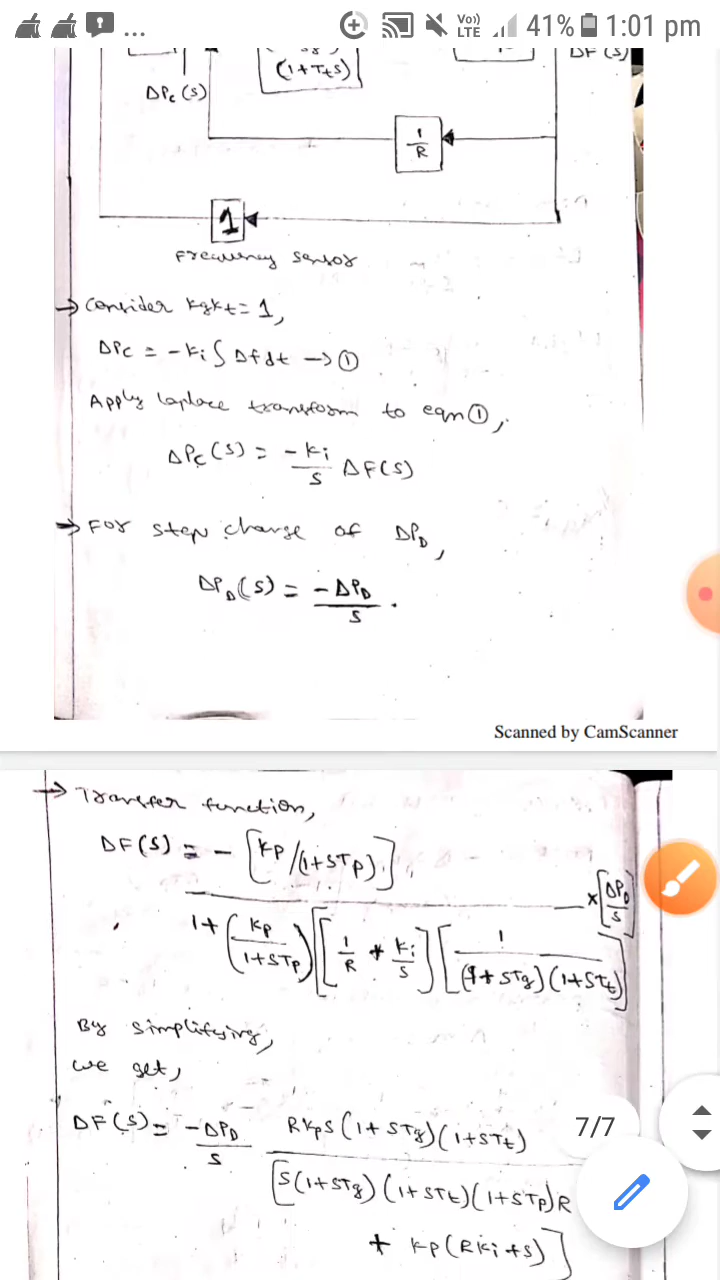 ... Vo)) LTE 41% 1:01 pm
(1+Tts)
ΔF(s)
ΔPc(s)
1/R
1
Frequency sensor
→ Consider KgKt = 1,
ΔPc = -Ki ∫ Δf dt → ①
Apply laplace transform to eqn ①,
ΔPc(s) = -Ki/s ΔF(s)
→ For step change of ΔPD,
ΔPD(s) = -ΔPD/s .
Scanned by CamScanner
→ Transfer function,
ΔF(s) = - [Kp/(1+sTp)]
× [ΔPD/s]
1 + (Kp/1+sTp) [1/R + Ki/s] [1/(1+sTg)(1+sTt)]
By simplifying,
we get,
ΔF(s) = -ΔPD/s RKps(1+sTg)(1+sTt)
7/7
[s(1+sTg)(1+sTt)(1+sTp)R
+ Kp(RKi+s)]